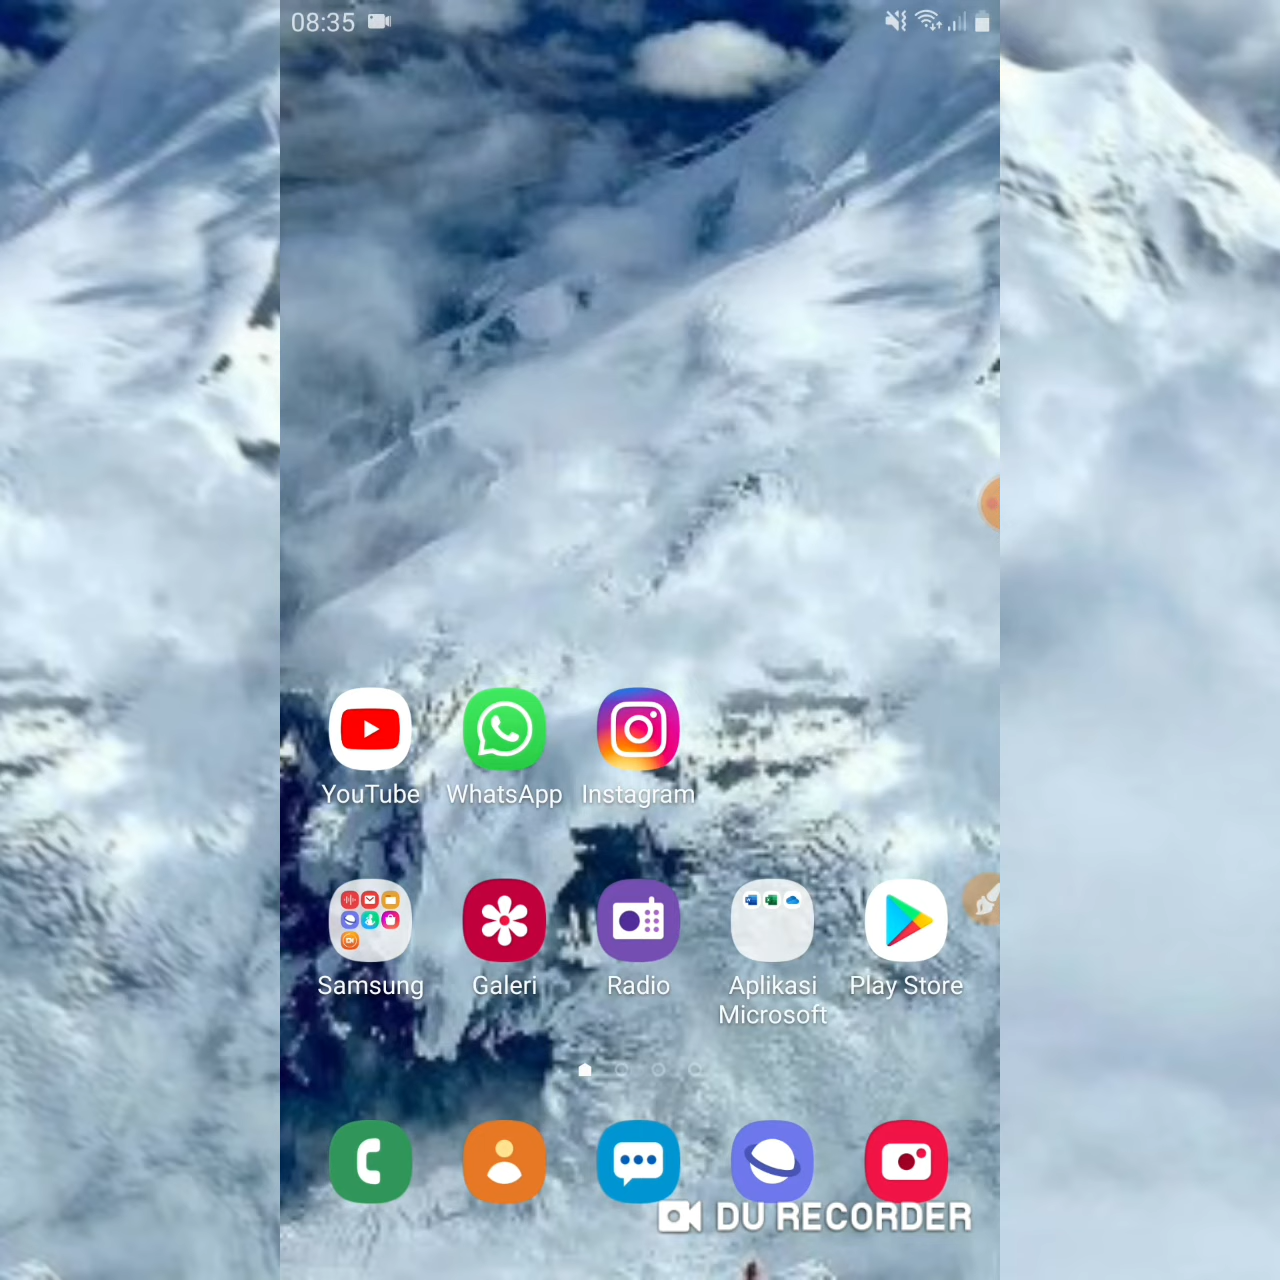 08:35
YouTube WhatsApp Instagram
Samsung Galeri Radio Aplikasi Microsoft Play Store
DU RECORDER